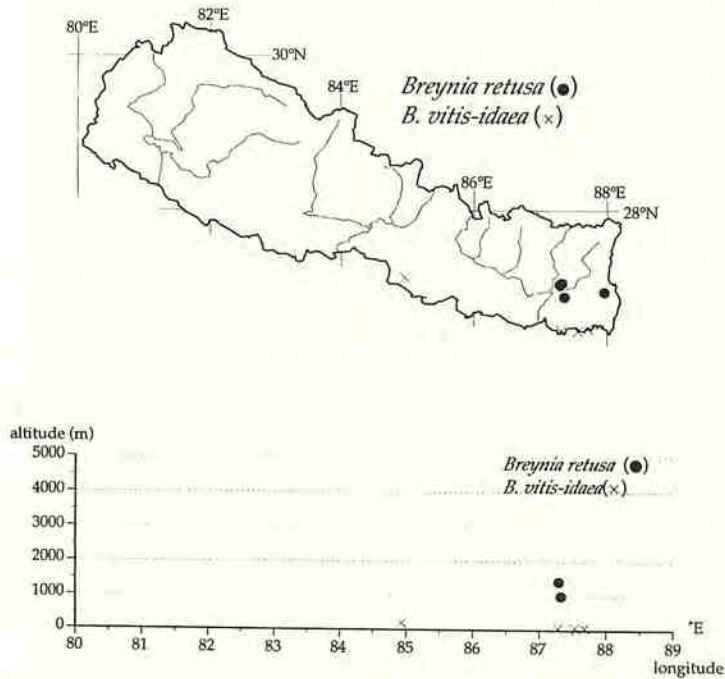 82°E
80°E
30°N
84°E
Breynia retusa (●)
B. vitis-idaea (×)
86°E
88°E
28°N
altitude (m)
5000
4000
3000
2000
1000
0
Breynia retusa (●)
B. vitis-idaea(×)
80 81 82 83 84 85 86 87 88 89
°E
longitude